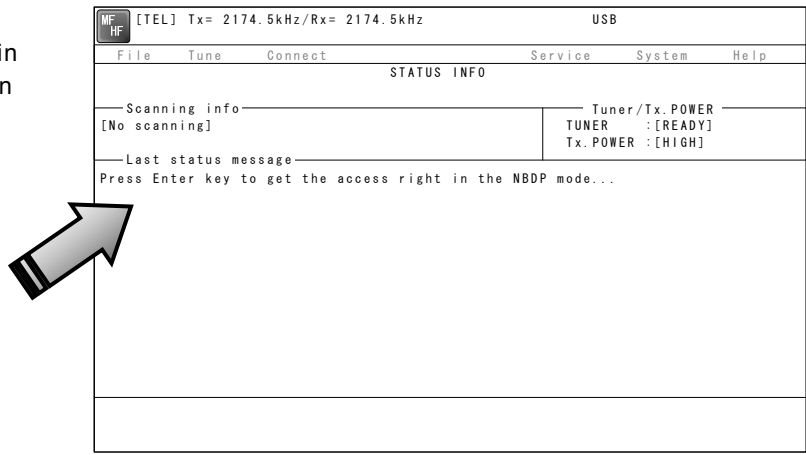 in
n
MF HF [TEL] Tx= 2174.5kHz/Rx= 2174.5kHz USB
File Tune Connect Service System Help
STATUS INFO
Scanning info
[No scanning]
Tuner/Tx.POWER
TUNER :[READY]
Tx.POWER :[HIGH]
Last status message
Press Enter key to get the access right in the NBDP mode...